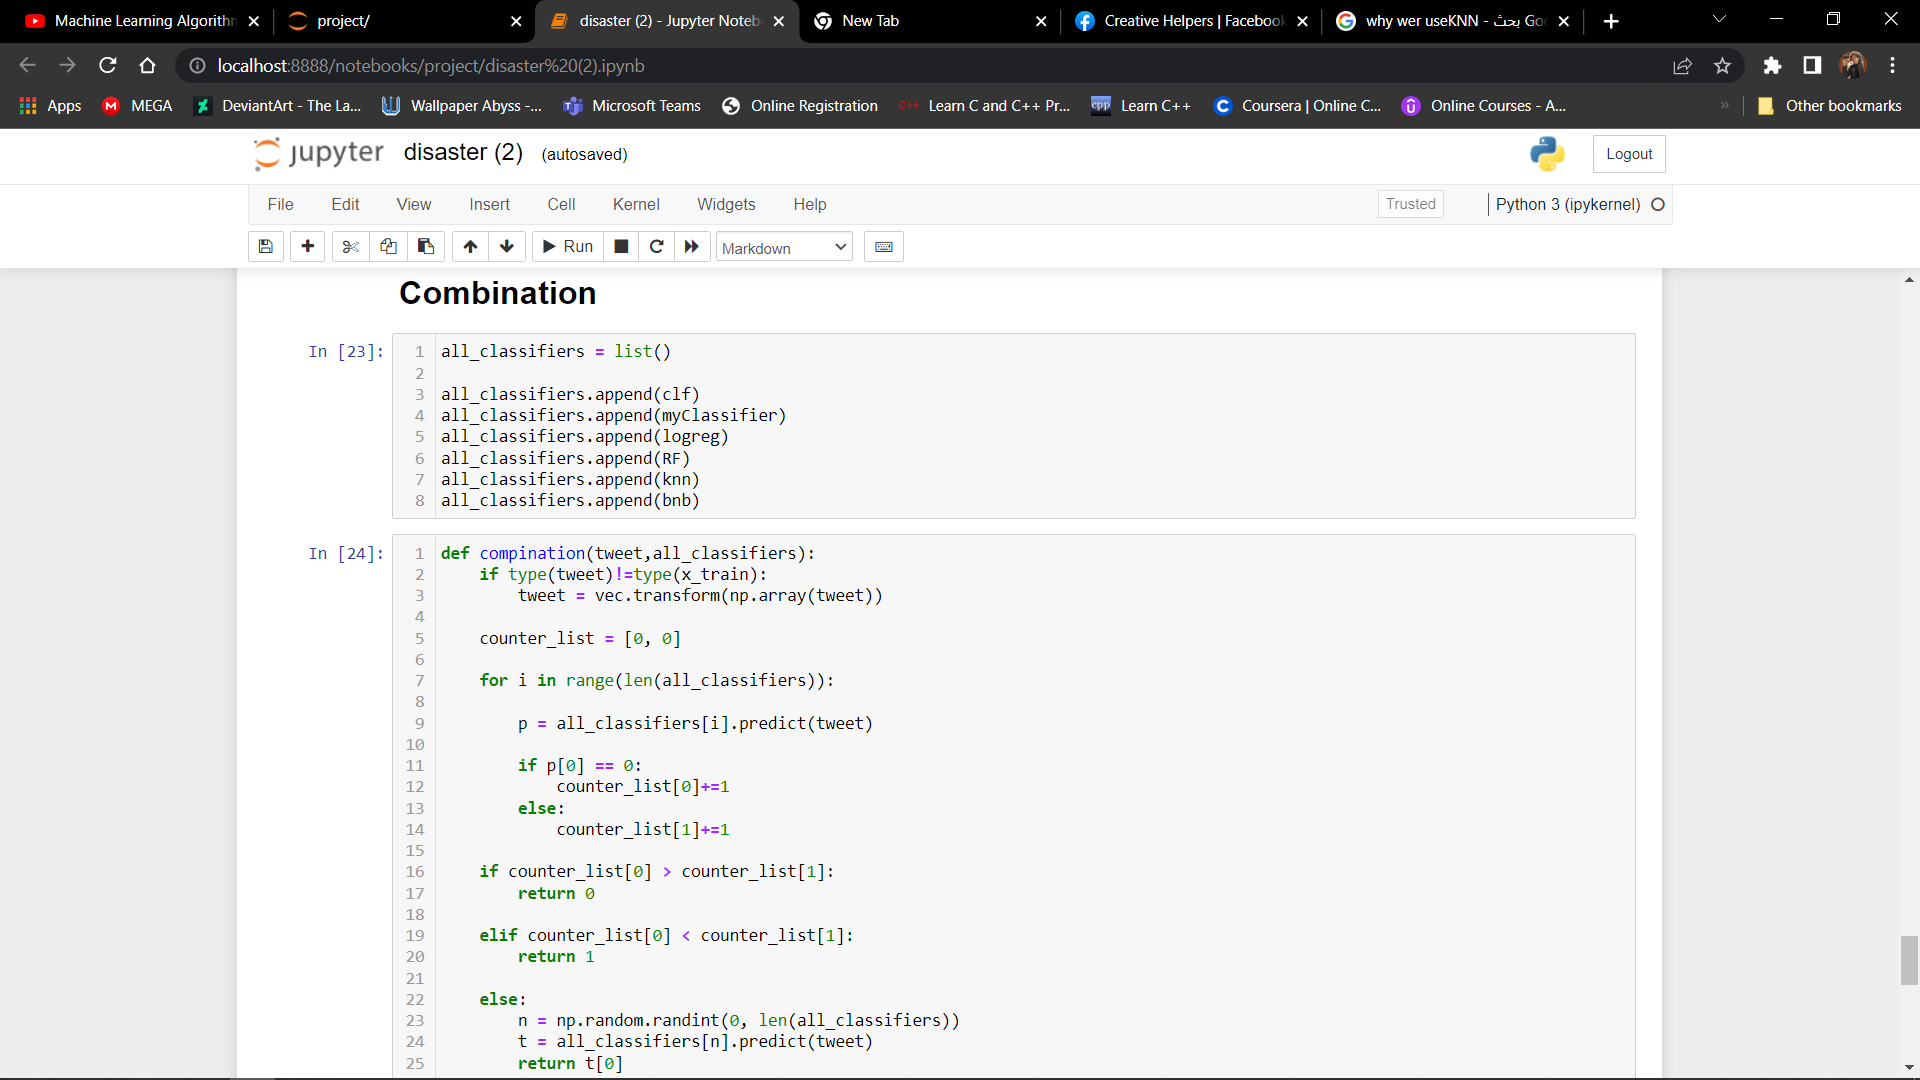 Machine Learning Algorithm
project/
disaster (2) - Jupyter Noteb
New Tab
Creative Helpers | Facebook
why wer useKNN - بحث Go
localhost:8888/notebooks/project/disaster%20(2).ipynb
Apps
MEGA
DeviantArt - The La...
Wallpaper Abyss -...
Microsoft Teams
Online Registration
C++ Learn C and C++ Pr...
cpp Learn C++
Coursera | Online C...
Online Courses - A...
»
Other bookmarks
jupyter disaster (2) (autosaved)
Logout
File Edit View Insert Cell Kernel Widgets Help
Trusted
Python 3 (ipykernel)
Run
Markdown
Combination
In [23]:
1 all_classifiers = list()
2
3 all_classifiers.append(clf)
4 all_classifiers.append(myClassifier)
5 all_classifiers.append(logreg)
6 all_classifiers.append(RF)
7 all_classifiers.append(knn)
8 all_classifiers.append(bnb)
In [24]:
1 def compination(tweet,all_classifiers):
2     if type(tweet)!=type(x_train):
3         tweet = vec.transform(np.array(tweet))
4
5     counter_list = [0, 0]
6
7     for i in range(len(all_classifiers)):
8
9         p = all_classifiers[i].predict(tweet)
10
11         if p[0] == 0:
12             counter_list[0]+=1
13         else:
14             counter_list[1]+=1
15
16     if counter_list[0] > counter_list[1]:
17         return 0
18
19     elif counter_list[0] < counter_list[1]:
20         return 1
21
22     else:
23         n = np.random.randint(0, len(all_classifiers))
24         t = all_classifiers[n].predict(tweet)
25         return t[0]